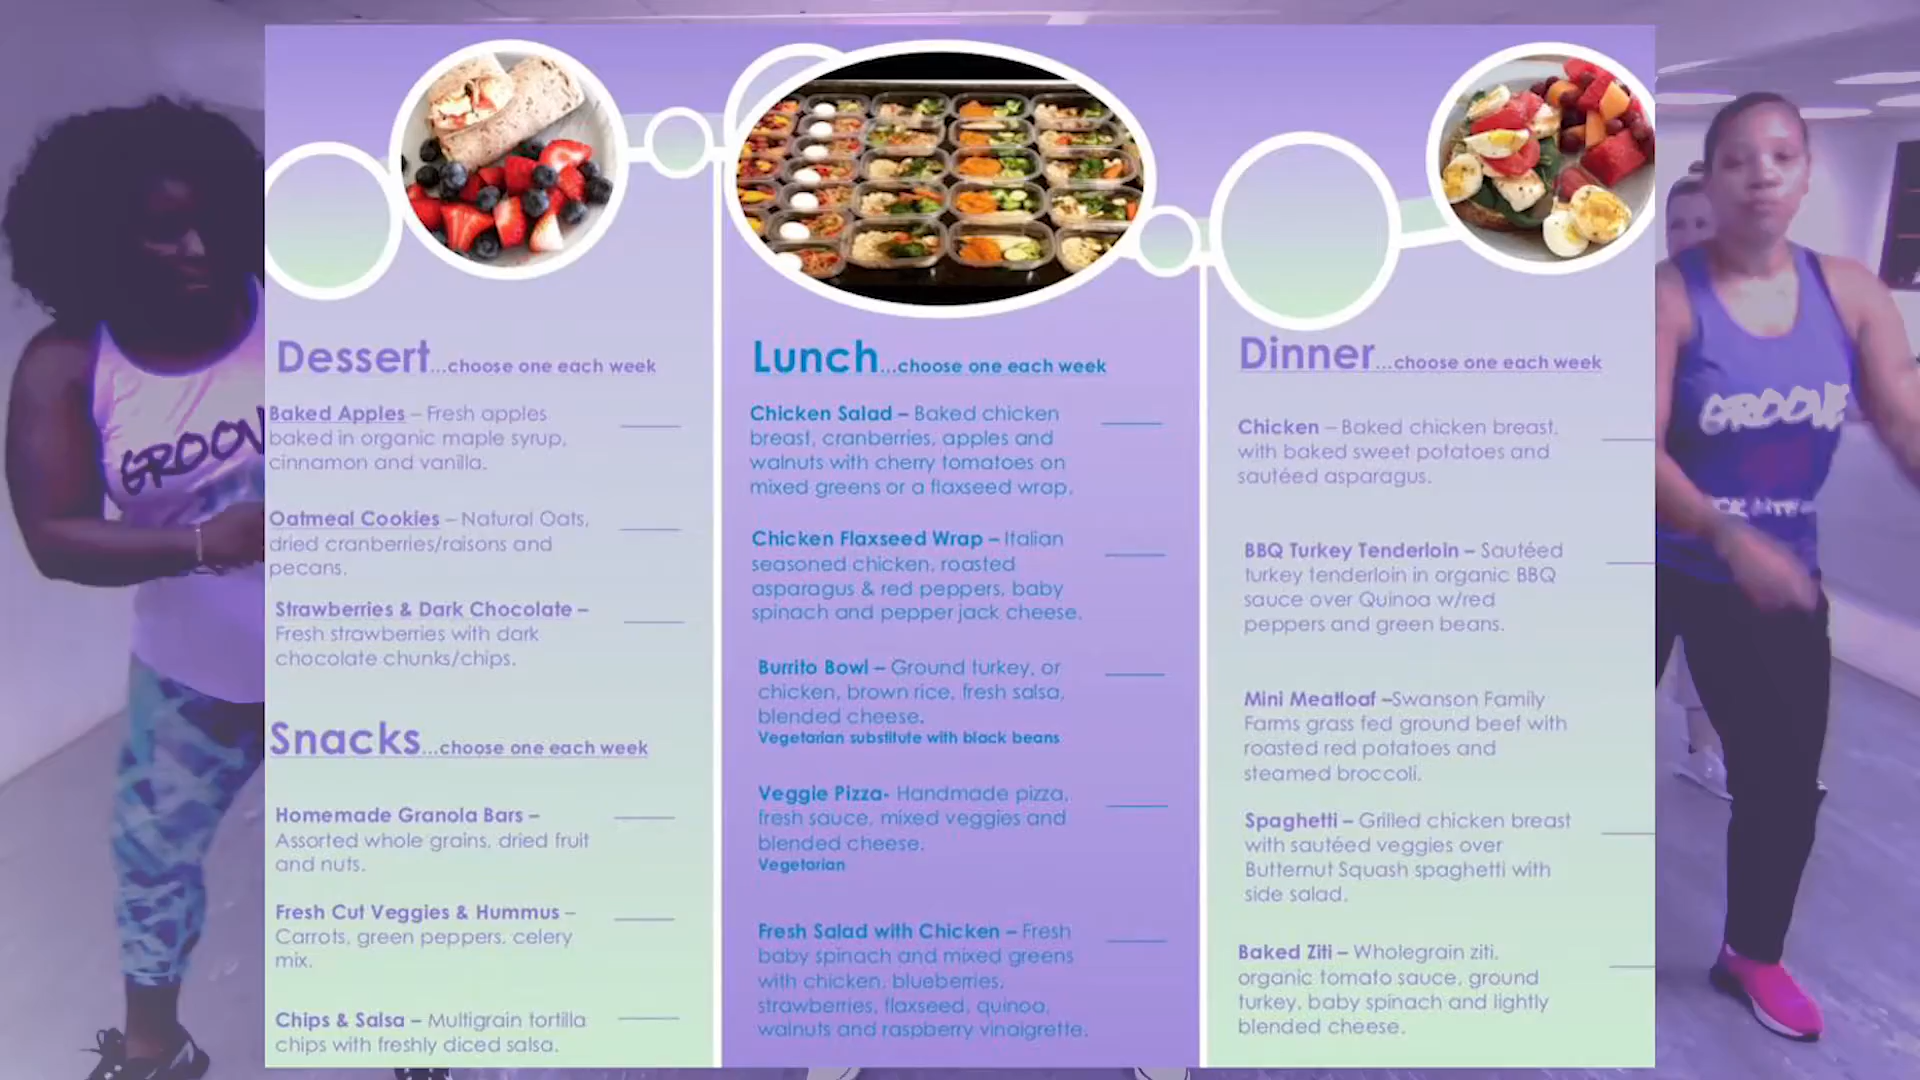 Dessert...choose one each week
Baked Apples – Fresh apples
baked in organic maple syrup,
cinnamon and vanilla.
Oatmeal Cookies – Natural Oats,
dried cranberries/raisons and
pecans.
Strawberries & Dark Chocolate –
Fresh strawberries with dark
chocolate chunks/chips.
Snacks...choose one each week
Homemade Granola Bars –
Assorted whole grains, dried fruit
and nuts.
Fresh Cut Veggies & Hummus –
Carrots, green peppers, celery
mix.
Chips & Salsa – Multigrain tortilla
chips with freshly diced salsa.
Lunch...choose one each week
Chicken Salad – Baked chicken
breast, cranberries, apples and
walnuts with cherry tomatoes on
mixed greens or a flaxseed wrap.
Chicken Flaxseed Wrap – Italian
seasoned chicken, roasted
asparagus & red peppers, baby
spinach and pepper jack cheese.
Burrito Bowl – Ground turkey, or
chicken, brown rice, fresh salsa,
blended cheese.
Vegetarian substitute with black beans
Veggie Pizza- Handmade pizza,
fresh sauce, mixed veggies and
blended cheese.
Vegetarian
Fresh Salad with Chicken – Fresh
baby spinach and mixed greens
with chicken, blueberries,
strawberries, flaxseed, quinoa,
walnuts and raspberry vinaigrette.
Dinner...choose one each week
Chicken – Baked chicken breast,
with baked sweet potatoes and
sautéed asparagus.
BBQ Turkey Tenderloin – Sautéed
turkey tenderloin in organic BBQ
sauce over Quinoa w/red
peppers and green beans.
Mini Meatloaf –Swanson Family
Farms grass fed ground beef with
roasted red potatoes and
steamed broccoli.
Spaghetti – Grilled chicken breast
with sautéed veggies over
Butternut Squash spaghetti with
side salad.
Baked Ziti – Wholegrain ziti,
organic tomato sauce, ground
turkey, baby spinach and lightly
blended cheese.
GROOV
GROOVE